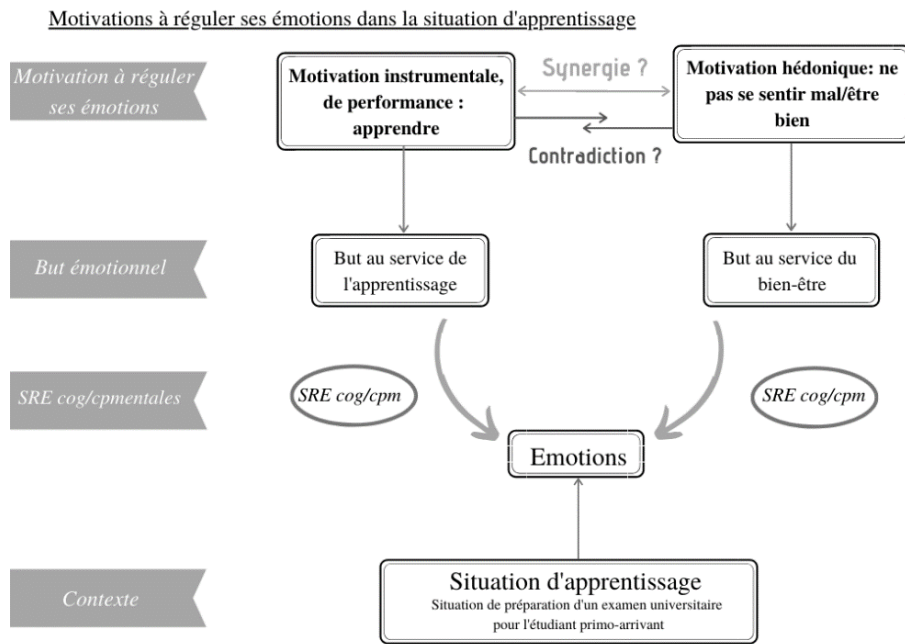 Motivations à réguler ses émotions dans la situation d'apprentissage
Motivation à réguler
ses émotions
Motivation instrumentale,
de performance :
apprendre
Synergie ?
Contradiction ?
Motivation hédonique: ne
pas se sentir mal/être
bien
But émotionnel
But au service de
l'apprentissage
But au service du
bien-être
SRE cog/cpmentales
SRE cog/cpm
SRE cog/cpm
Emotions
Contexte
Situation d'apprentissage
Situation de préparation d'un examen universitaire
pour l'étudiant primo-arrivant